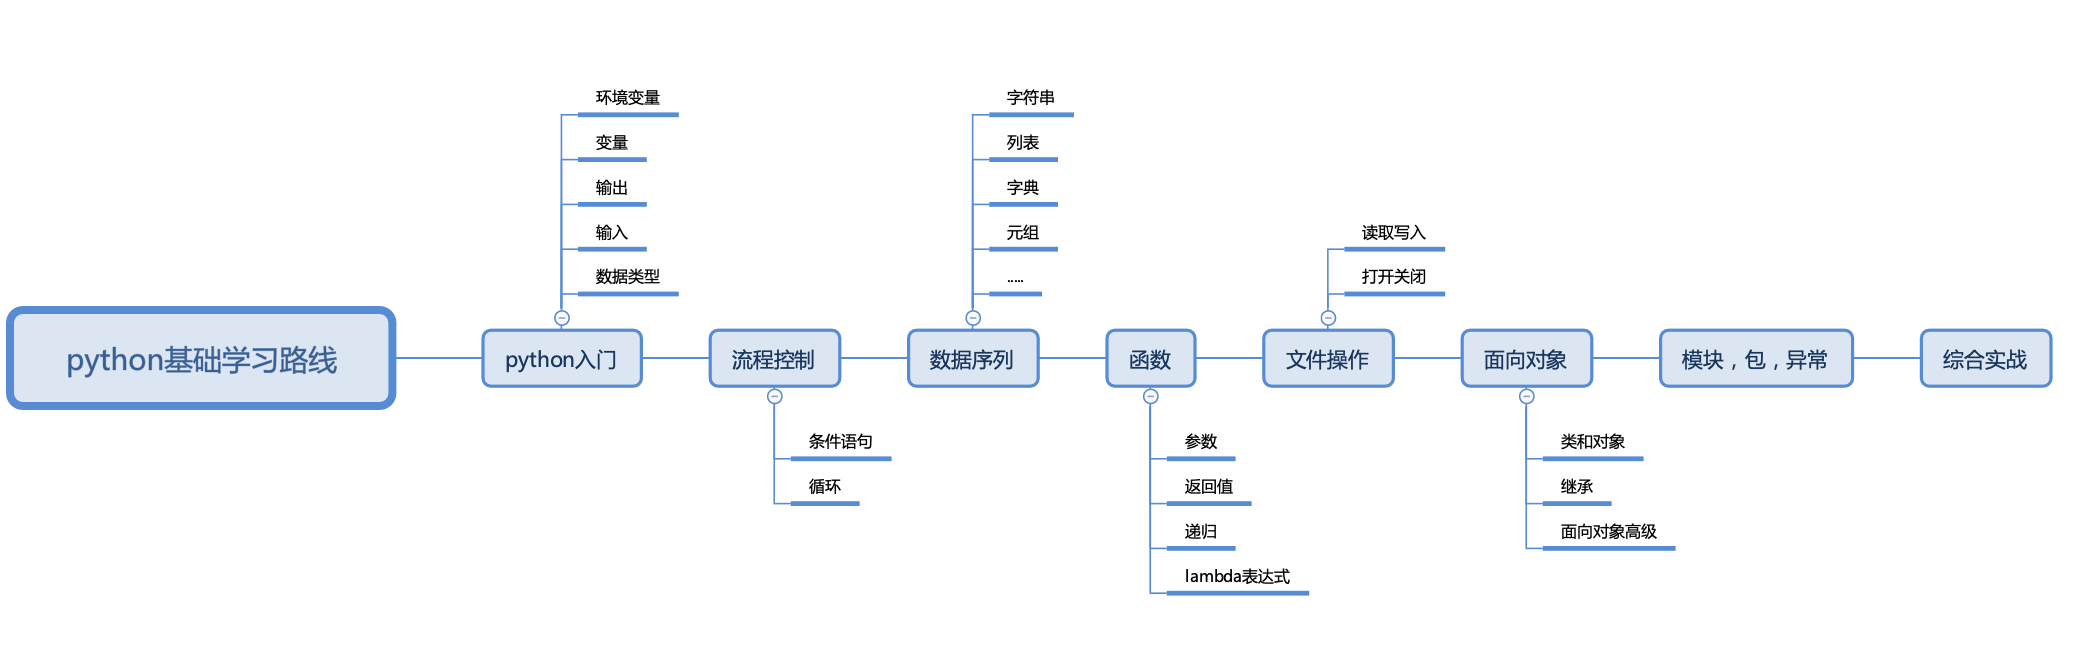 python基础学习路线
python入门
环境变量
变量
输出
输入
数据类型
流程控制
条件语句
循环
数据序列
字符串
列表
字典
元组
.....
函数
参数
返回值
递归
lambda表达式
文件操作
读取写入
打开关闭
面向对象
类和对象
继承
面向对象高级
模块，包，异常
综合实战